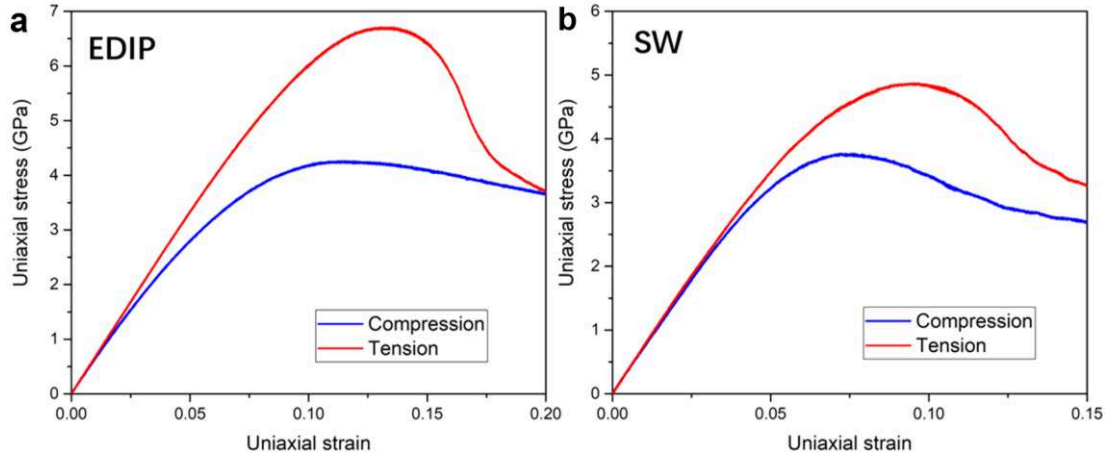 a
EDIP
Uniaxial stress (GPa)
7
6
5
4
3
2
1
0
0.00
0.05
0.10
0.15
0.20
Uniaxial strain
Compression
Tension
b
SW
Uniaxial stress (GPa)
6
5
4
3
2
1
0
0.00
0.05
0.10
0.15
Uniaxial strain
Compression
Tension